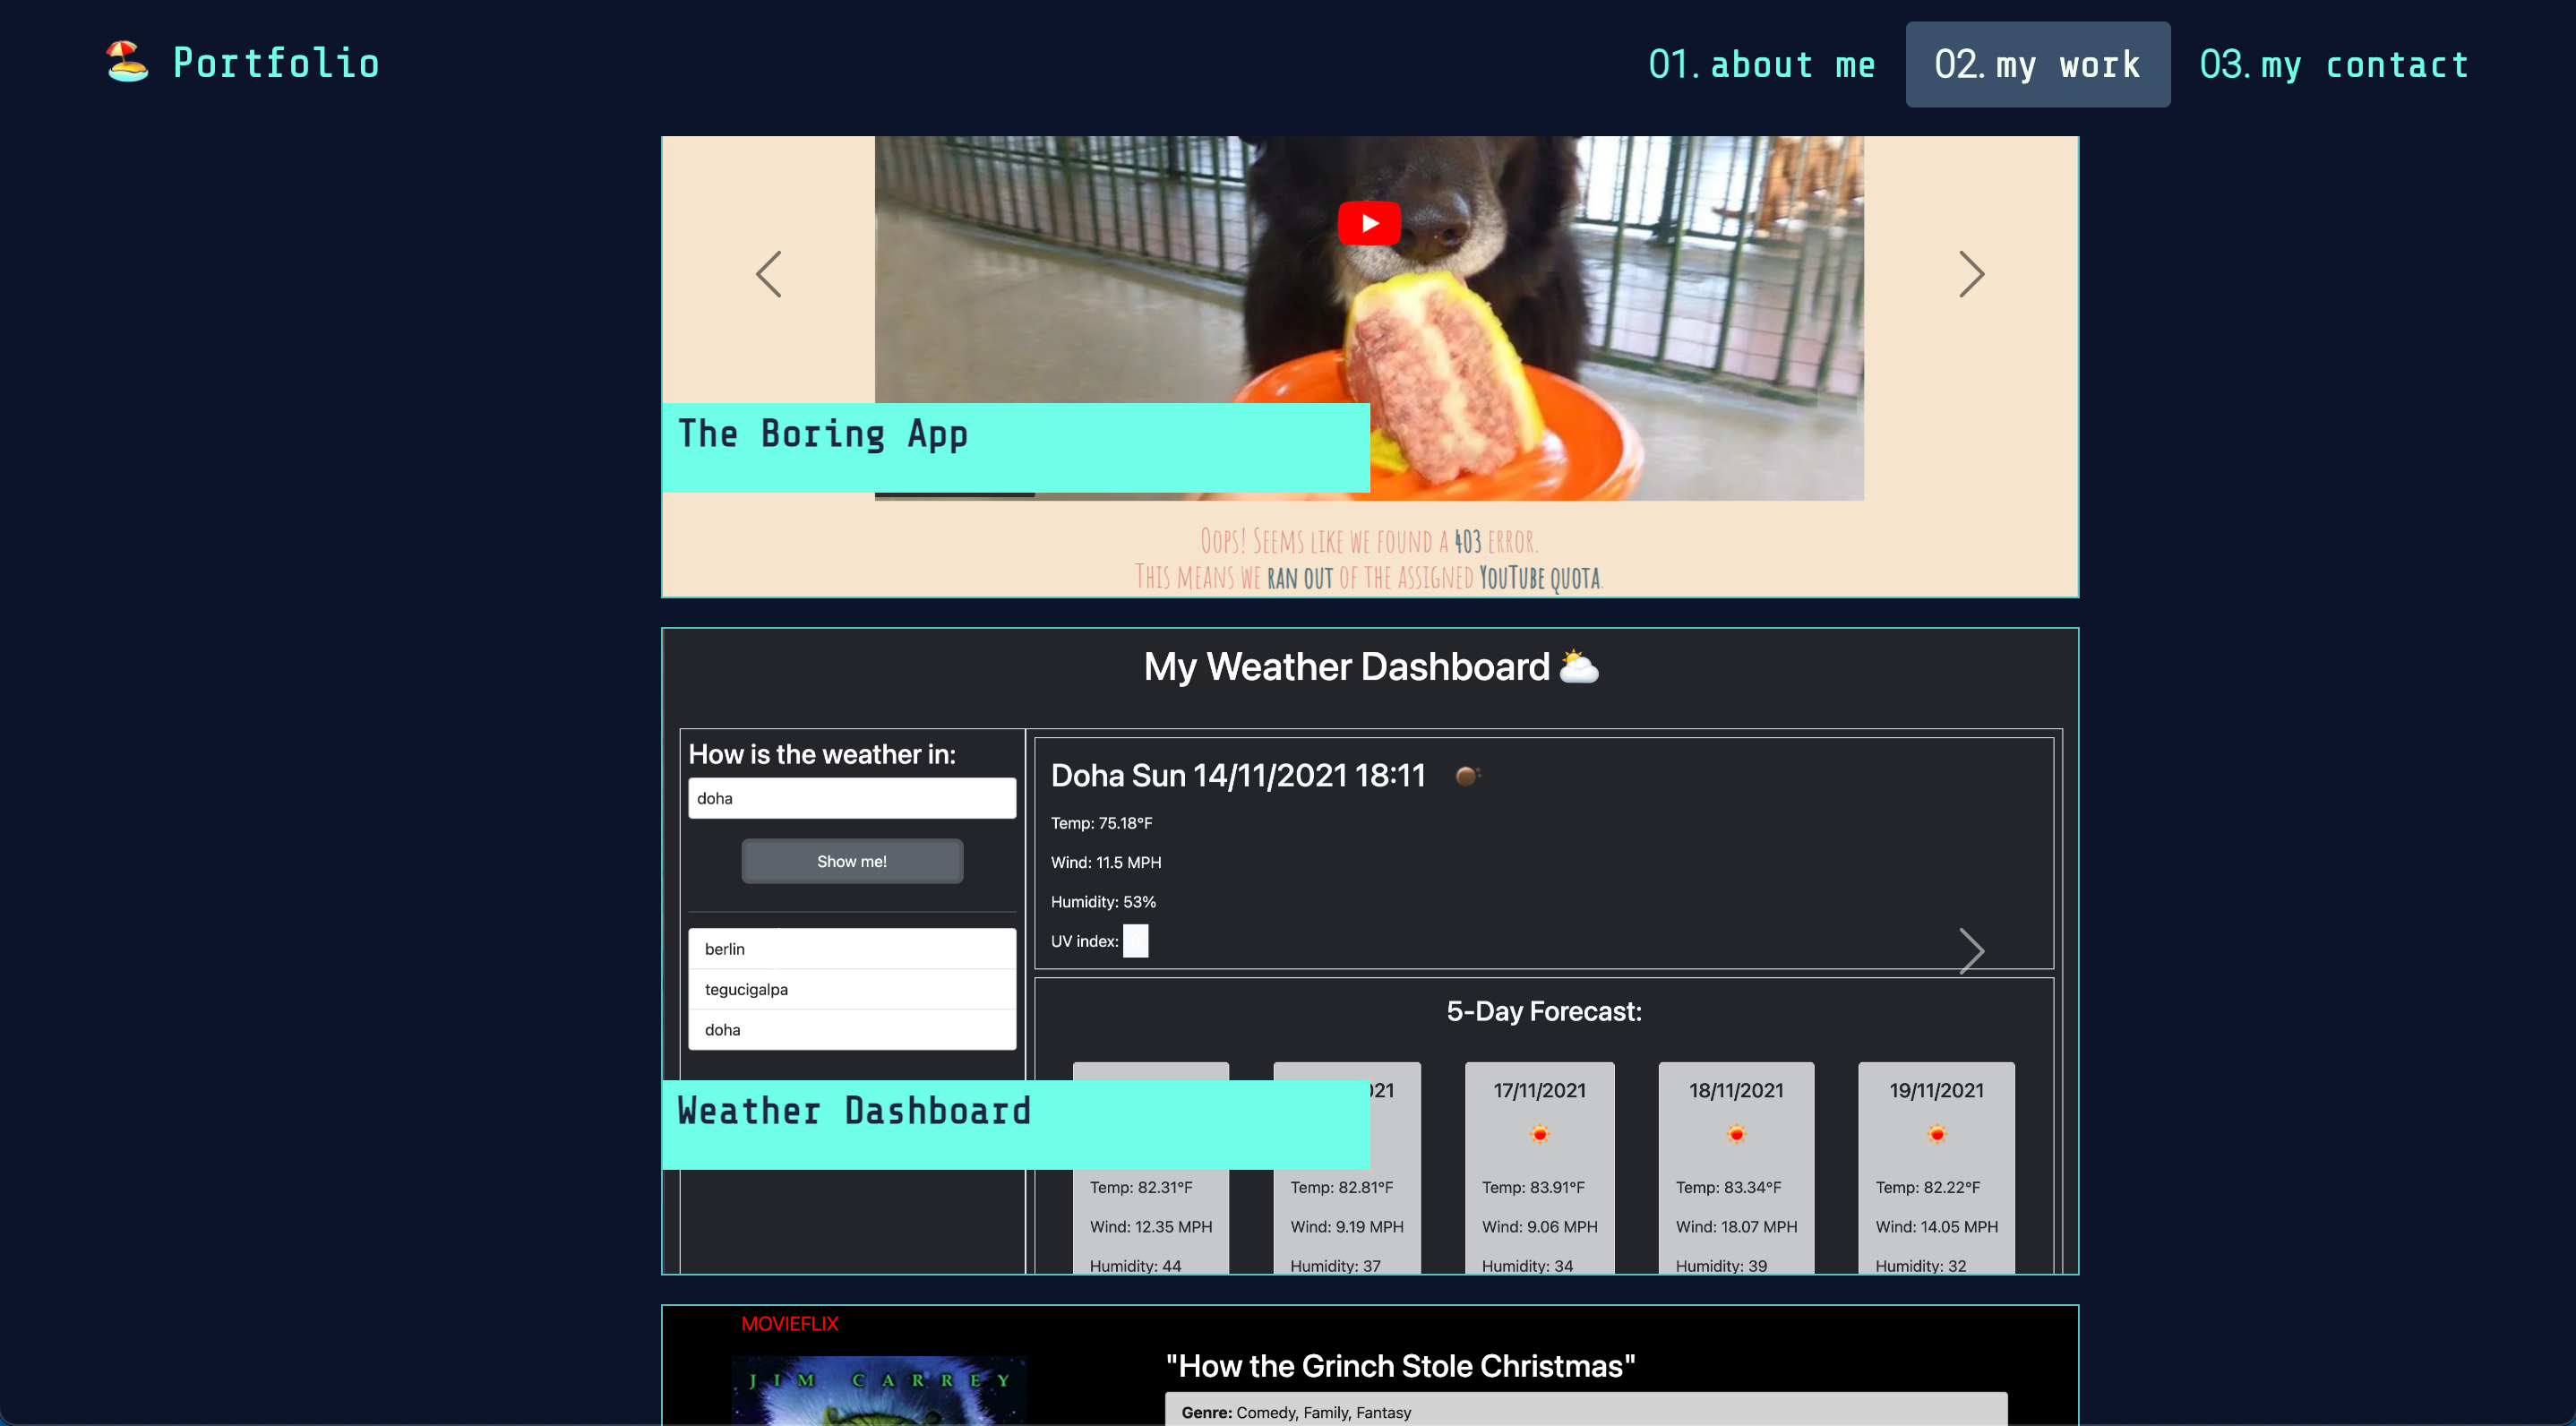 Portfolio
01. about me
02. my work
03. my contact
The Boring App
Oops! Seems like we found a 403 error.
This means we ran out of the assigned YouTube quota.
My Weather Dashboard
How is the weather in:
doha
Show me!
berlin
tegucigalpa
doha
Doha Sun 14/11/2021 18:11
Temp: 75.18°F
Wind: 11.5 MPH
Humidity: 53%
UV index:
5-Day Forecast:
17/11/2021
18/11/2021
19/11/2021
Weather Dashboard
Temp: 82.31°F
Wind: 12.35 MPH
Humidity: 44
Temp: 82.81°F
Wind: 9.19 MPH
Humidity: 37
Temp: 83.91°F
Wind: 9.06 MPH
Humidity: 34
Temp: 83.34°F
Wind: 18.07 MPH
Humidity: 39
Temp: 82.22°F
Wind: 14.05 MPH
Humidity: 32
MOVIEFLIX
JIM CARREY
"How the Grinch Stole Christmas"
Genre: Comedy, Family, Fantasy